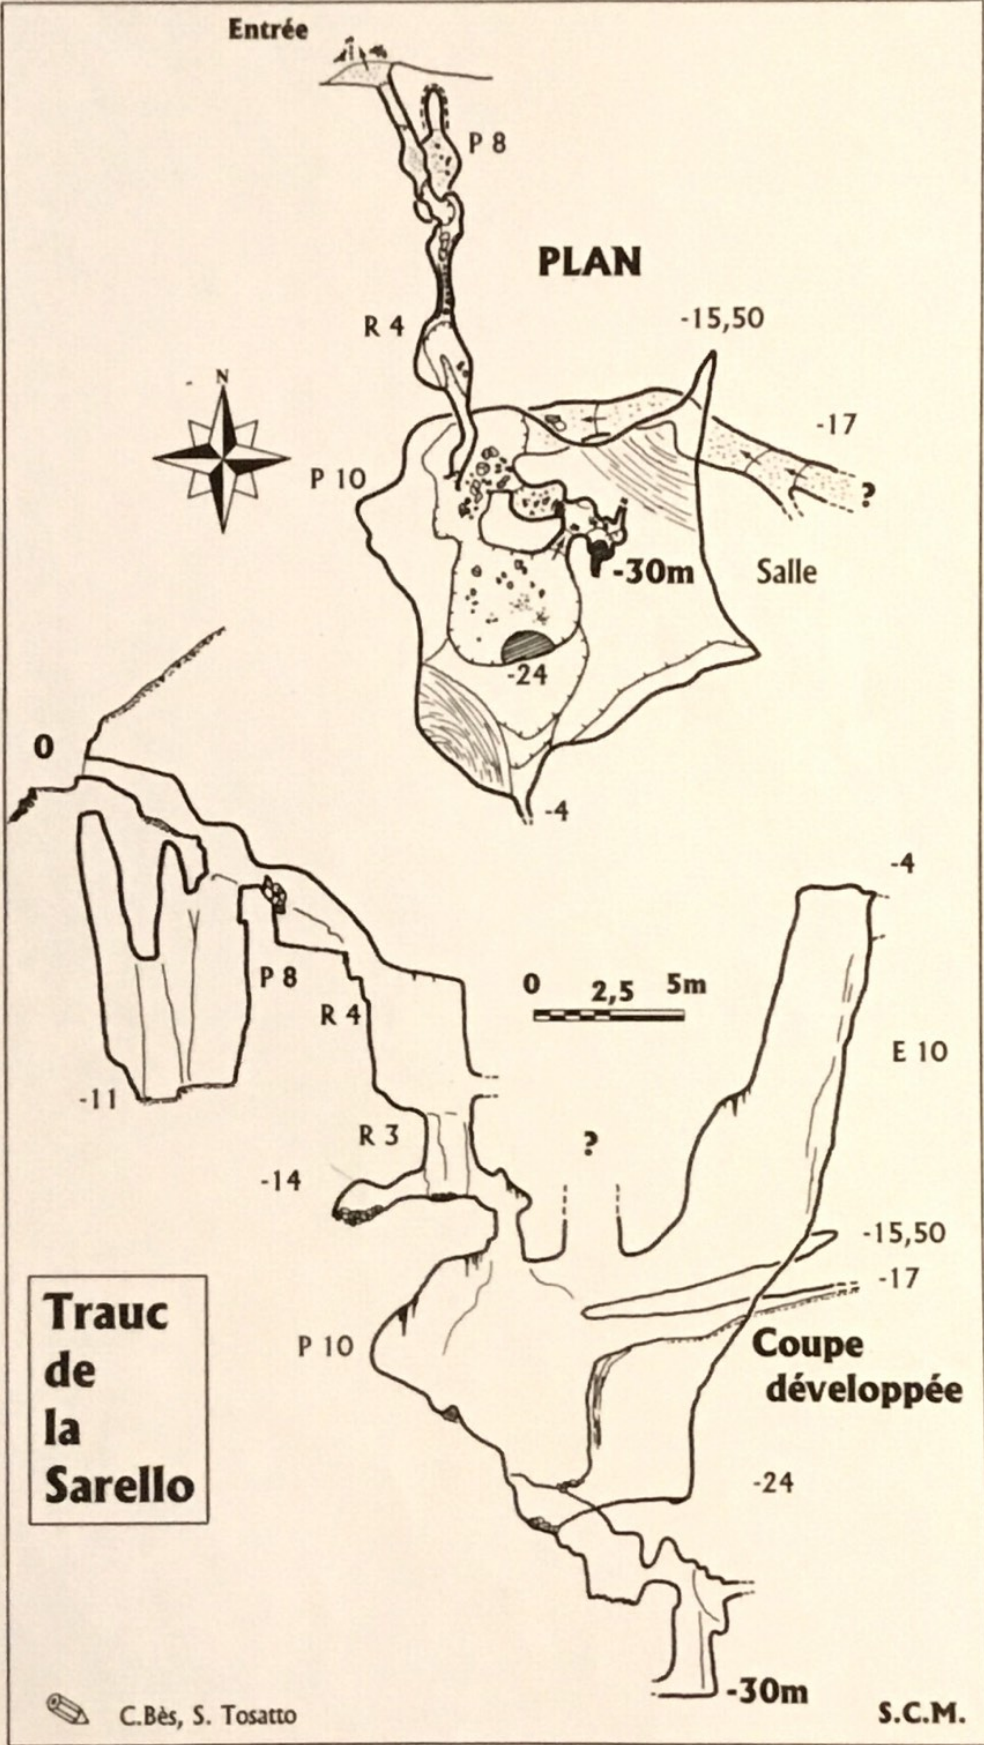 Entrée
P 8
PLAN
R 4
-15,50
N
-17
P 10
?
-30m
Salle
-24
0
-4
-4
0 2,5 5m
P 8
R 4
E 10
-11
R 3
?
-14
-15,50
-17
Trauc
de
la
Sarello
P 10
Coupe
développée
-24
-30m
C.Bès, S. Tosatto
S.C.M.